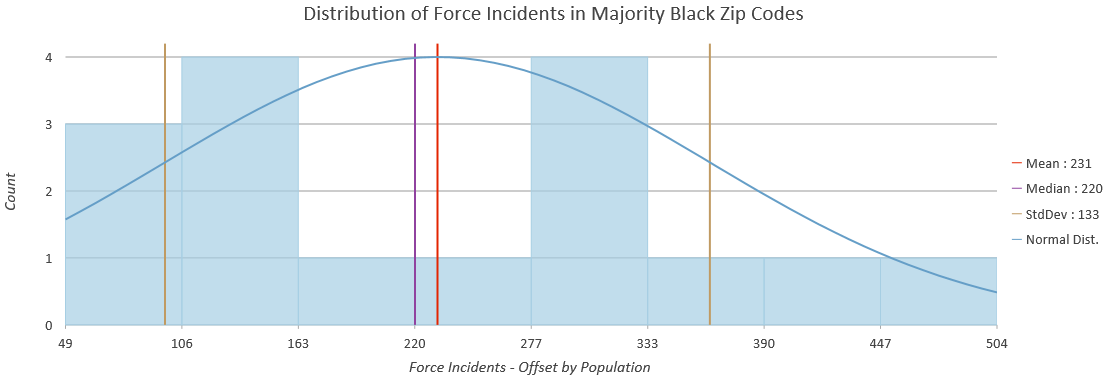 Distribution of Force Incidents in Majority Black Zip Codes
4
3
2
1
0
Count
49 106 163 220 277 333 390 447 504
Force Incidents - Offset by Population
Mean : 231
Median : 220
StdDev : 133
Normal Dist.